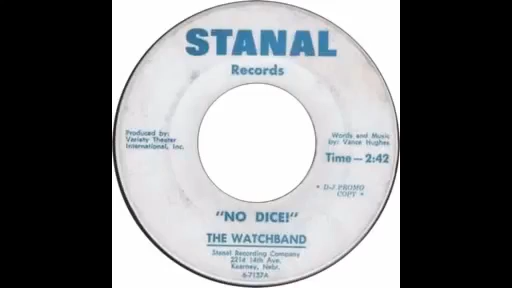 STANAL
Records
Produced by:
Variety Theater
International, Inc.
Words and Music
by: Vance Hughes
Time — 2:42
• D-J PROMO
COPY •
"NO DICE!"
THE WATCHBAND
Stanal Recording Company
2214 14th Ave.
Kearney, Nebr.
6-7137A